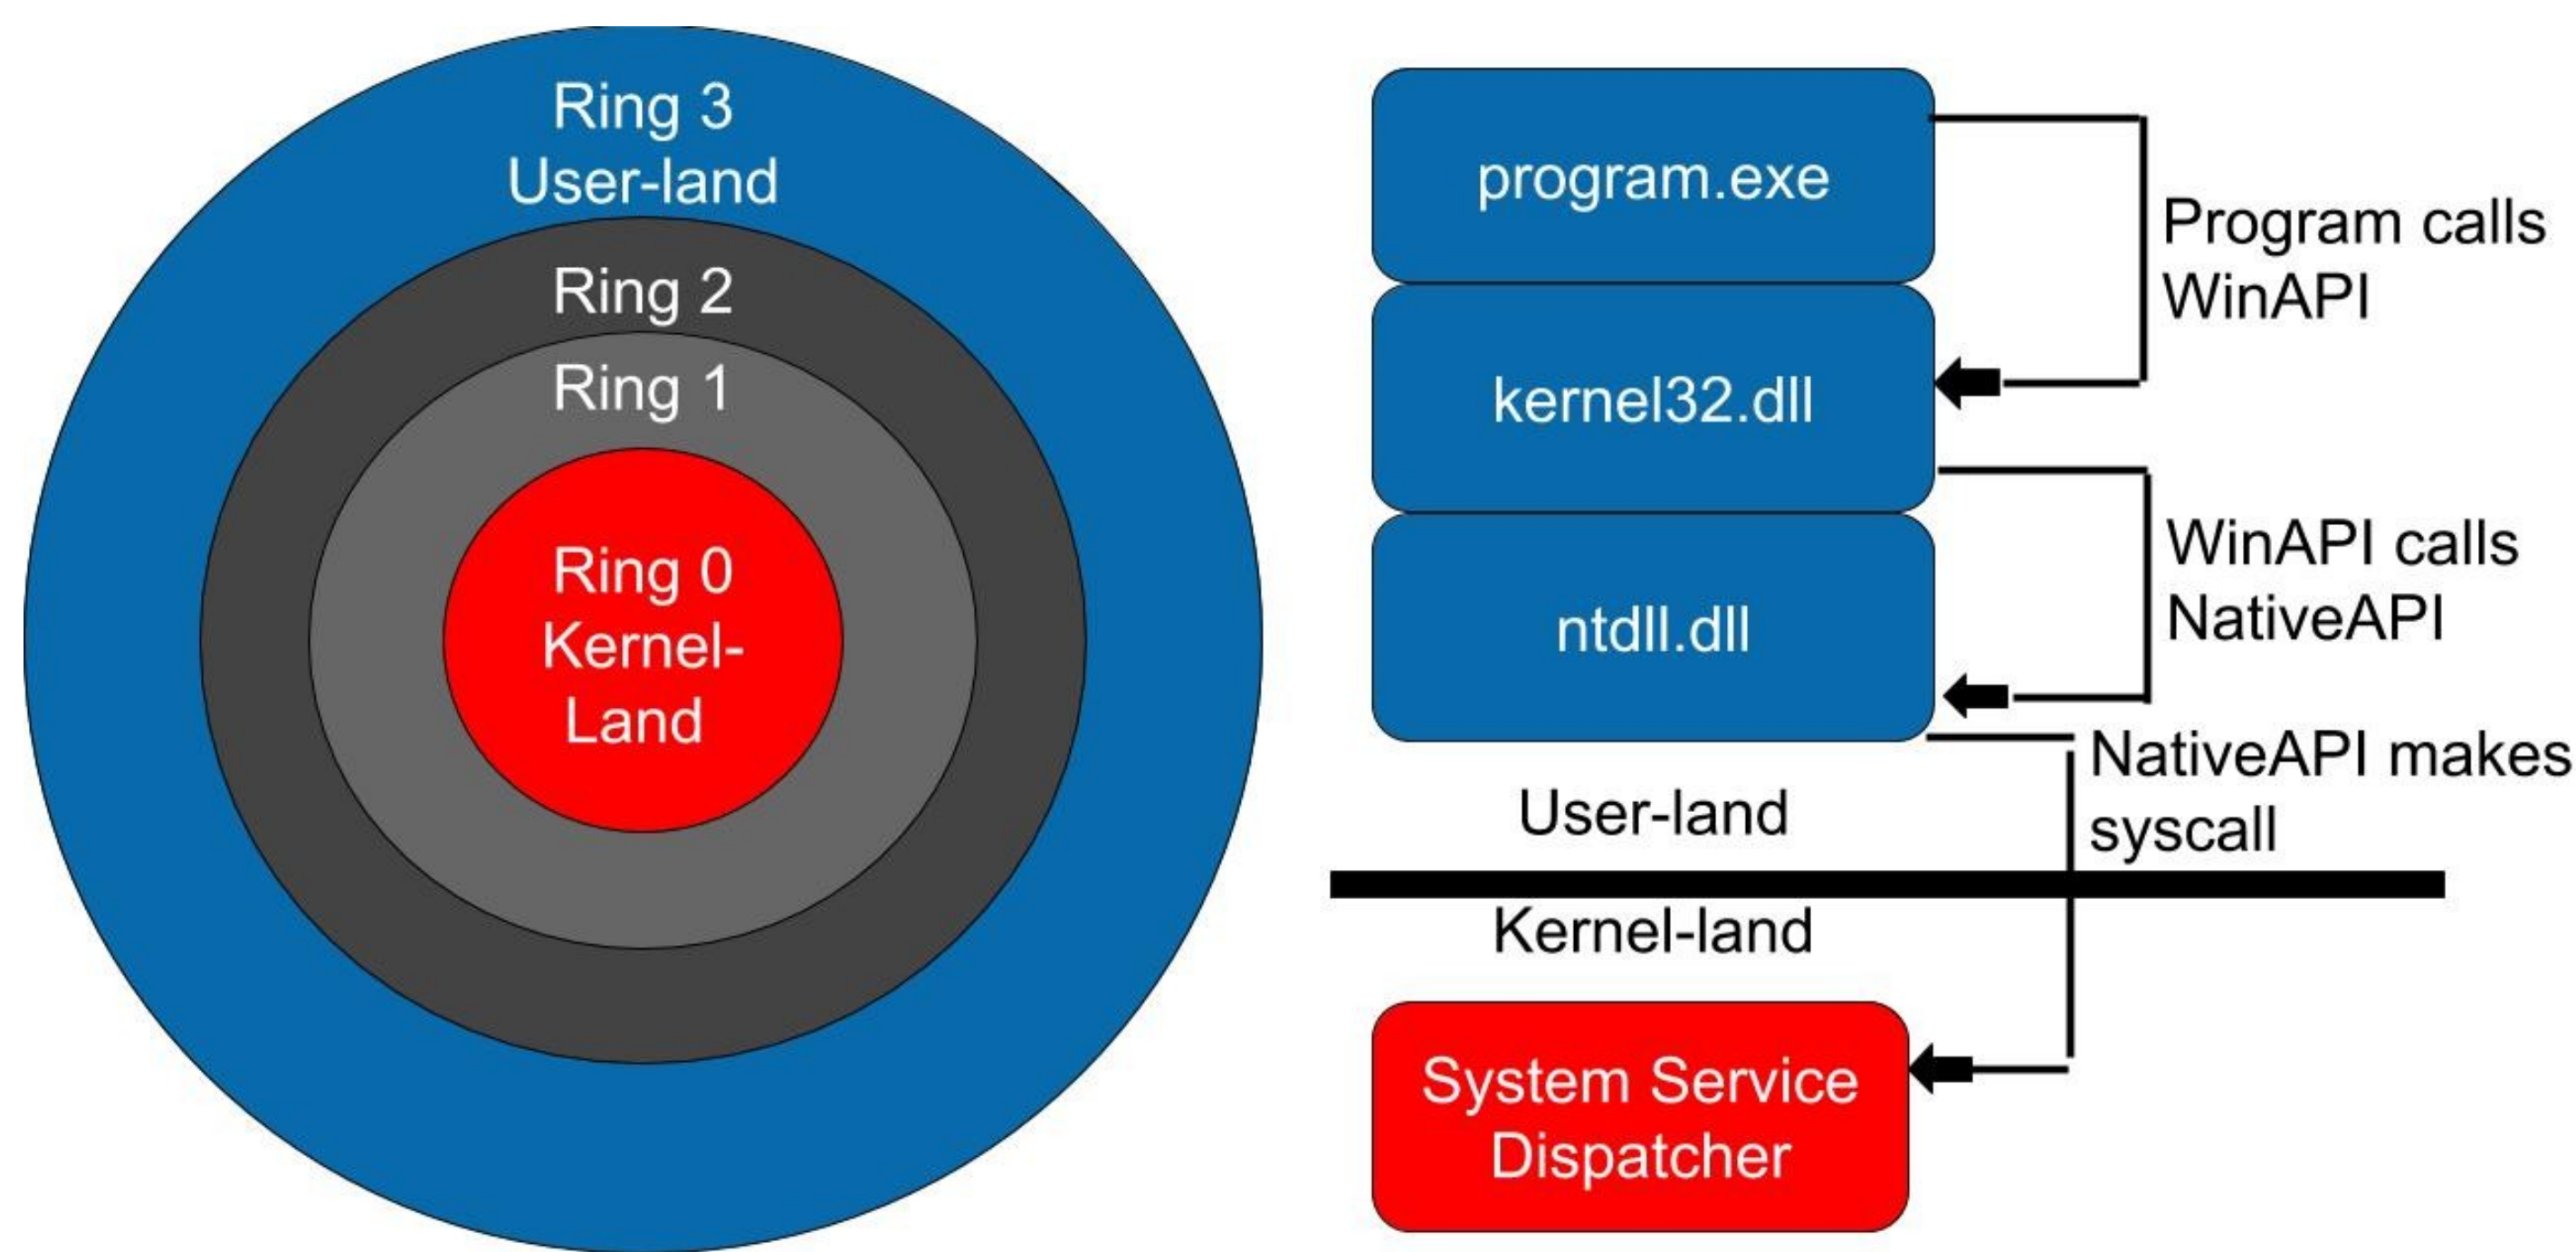 Ring 3
User-land
Ring 2
Ring 1
Ring 0
Kernel-
Land
program.exe
Program calls
WinAPI
kernel32.dll
WinAPI calls
NativeAPI
ntdll.dll
NativeAPI makes
syscall
User-land
Kernel-land
System Service
Dispatcher